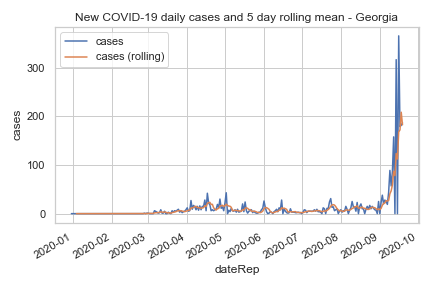 New COVID-19 daily cases and 5 day rolling mean - Georgia
cases
cases (rolling)
300
200
100
0
cases
2020-01
2020-02
2020-03
2020-04
2020-05
2020-06
2020-07
2020-08
2020-09
2020-10
dateRep